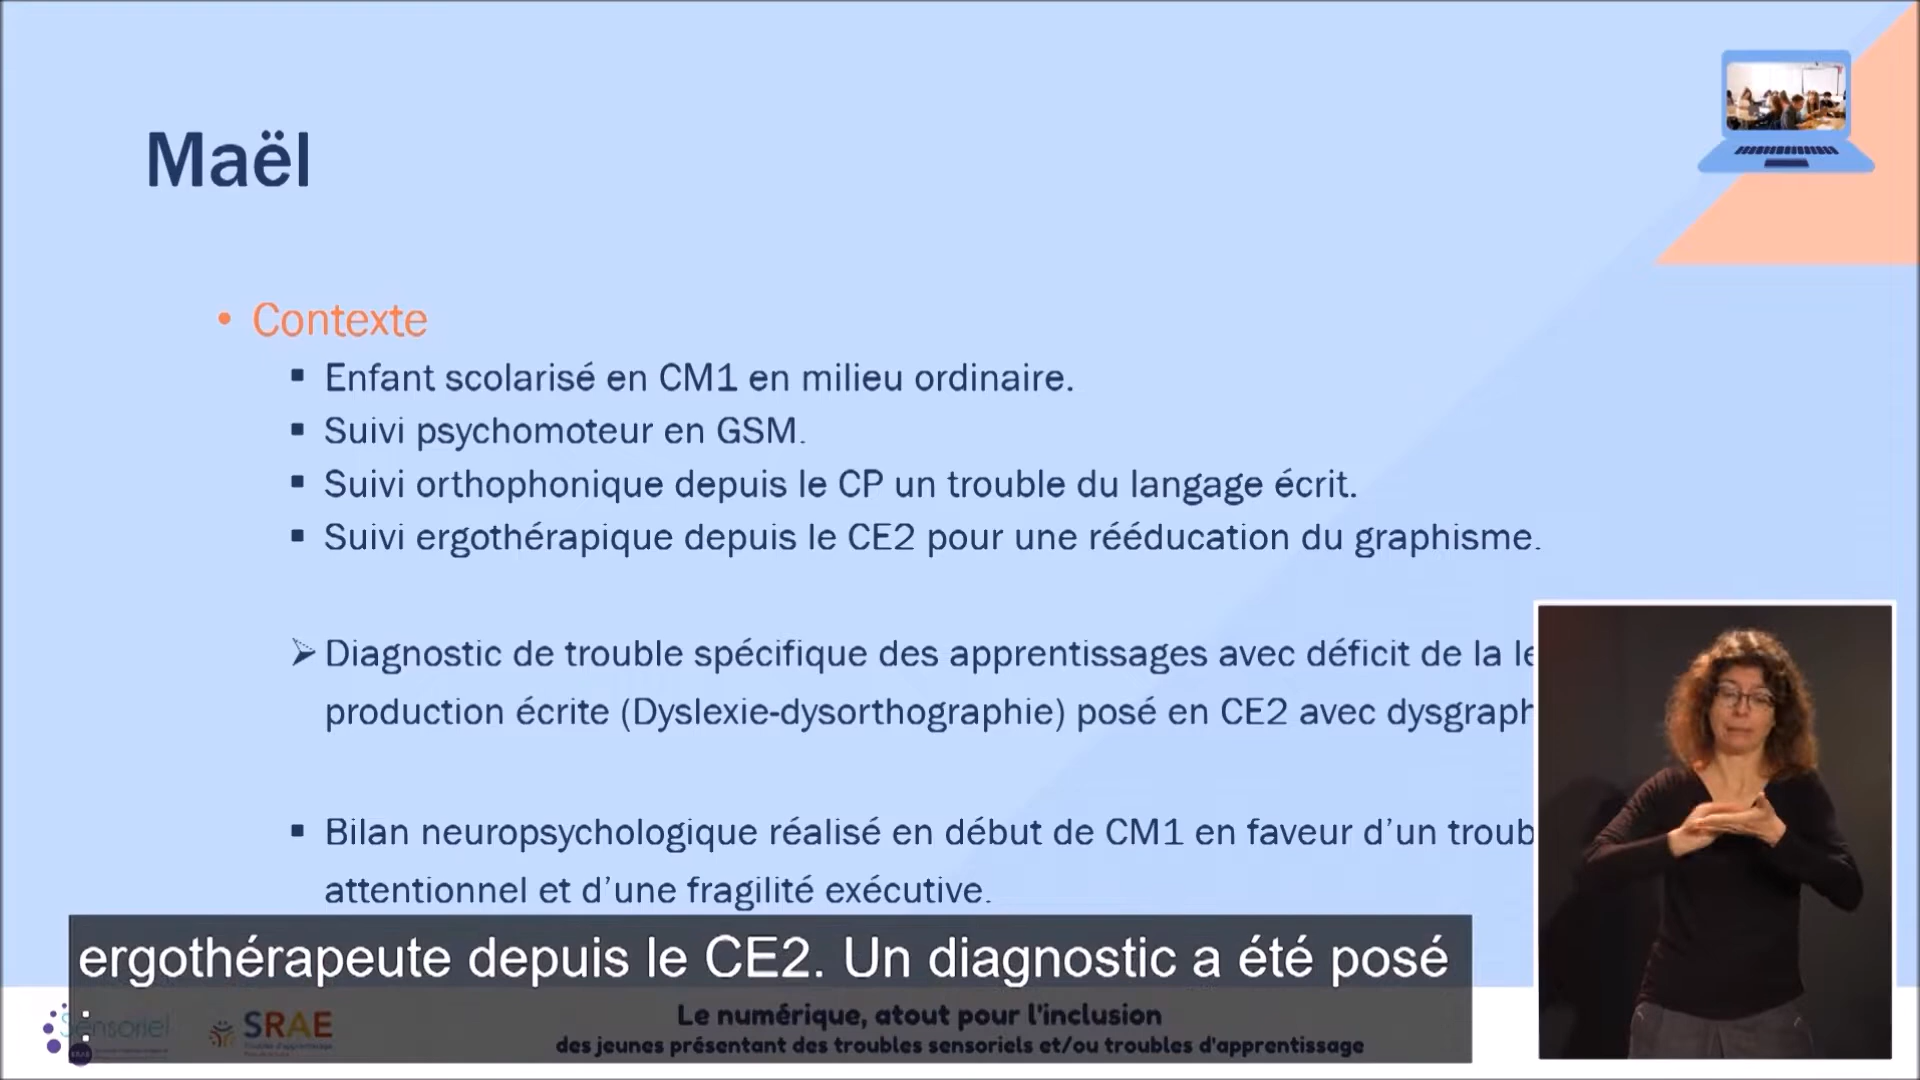 Maël
• Contexte
▪ Enfant scolarisé en CM1 en milieu ordinaire.
▪ Suivi psychomoteur en GSM.
▪ Suivi orthophonique depuis le CP un trouble du langage écrit.
▪ Suivi ergothérapique depuis le CE2 pour une rééducation du graphisme.
➢ Diagnostic de trouble spécifique des apprentissages avec déficit de la
production écrite (Dyslexie-dysorthographie) posé en CE2 avec
▪ Bilan neuropsychologique réalisé en début de CM1 en faveur d’un
attentionnel et d’une fragilité exécutive.
ergothérapeute depuis le CE2. Un diagnostic a été posé
:
Sensoriel
SRAE
Le numérique, atout pour l'inclusion
des jeunes présentant des troubles sensoriels et/ou troubles d'apprentissage